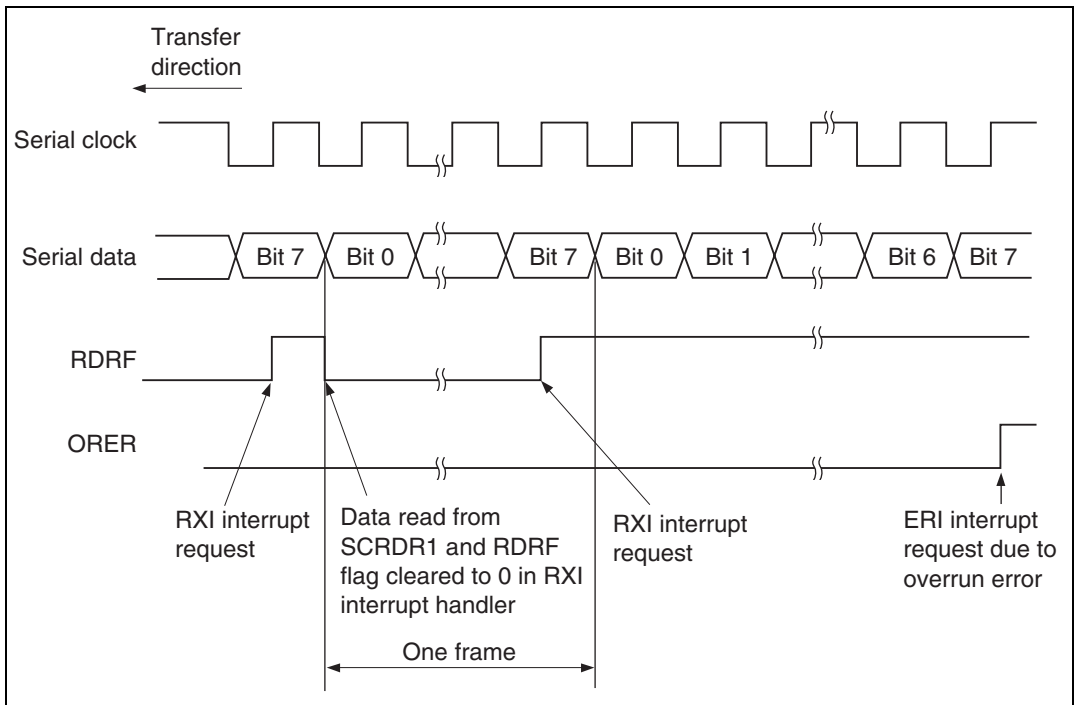 Transfer
direction
Serial clock
Serial data
Bit 7 Bit 0 Bit 7 Bit 0 Bit 1 Bit 6 Bit 7
RDRF
ORER
RXI interrupt
request
Data read from
SCRDR1 and RDRF
flag cleared to 0 in RXI
interrupt handler
RXI interrupt
request
ERI interrupt
request due to
overrun error
One frame